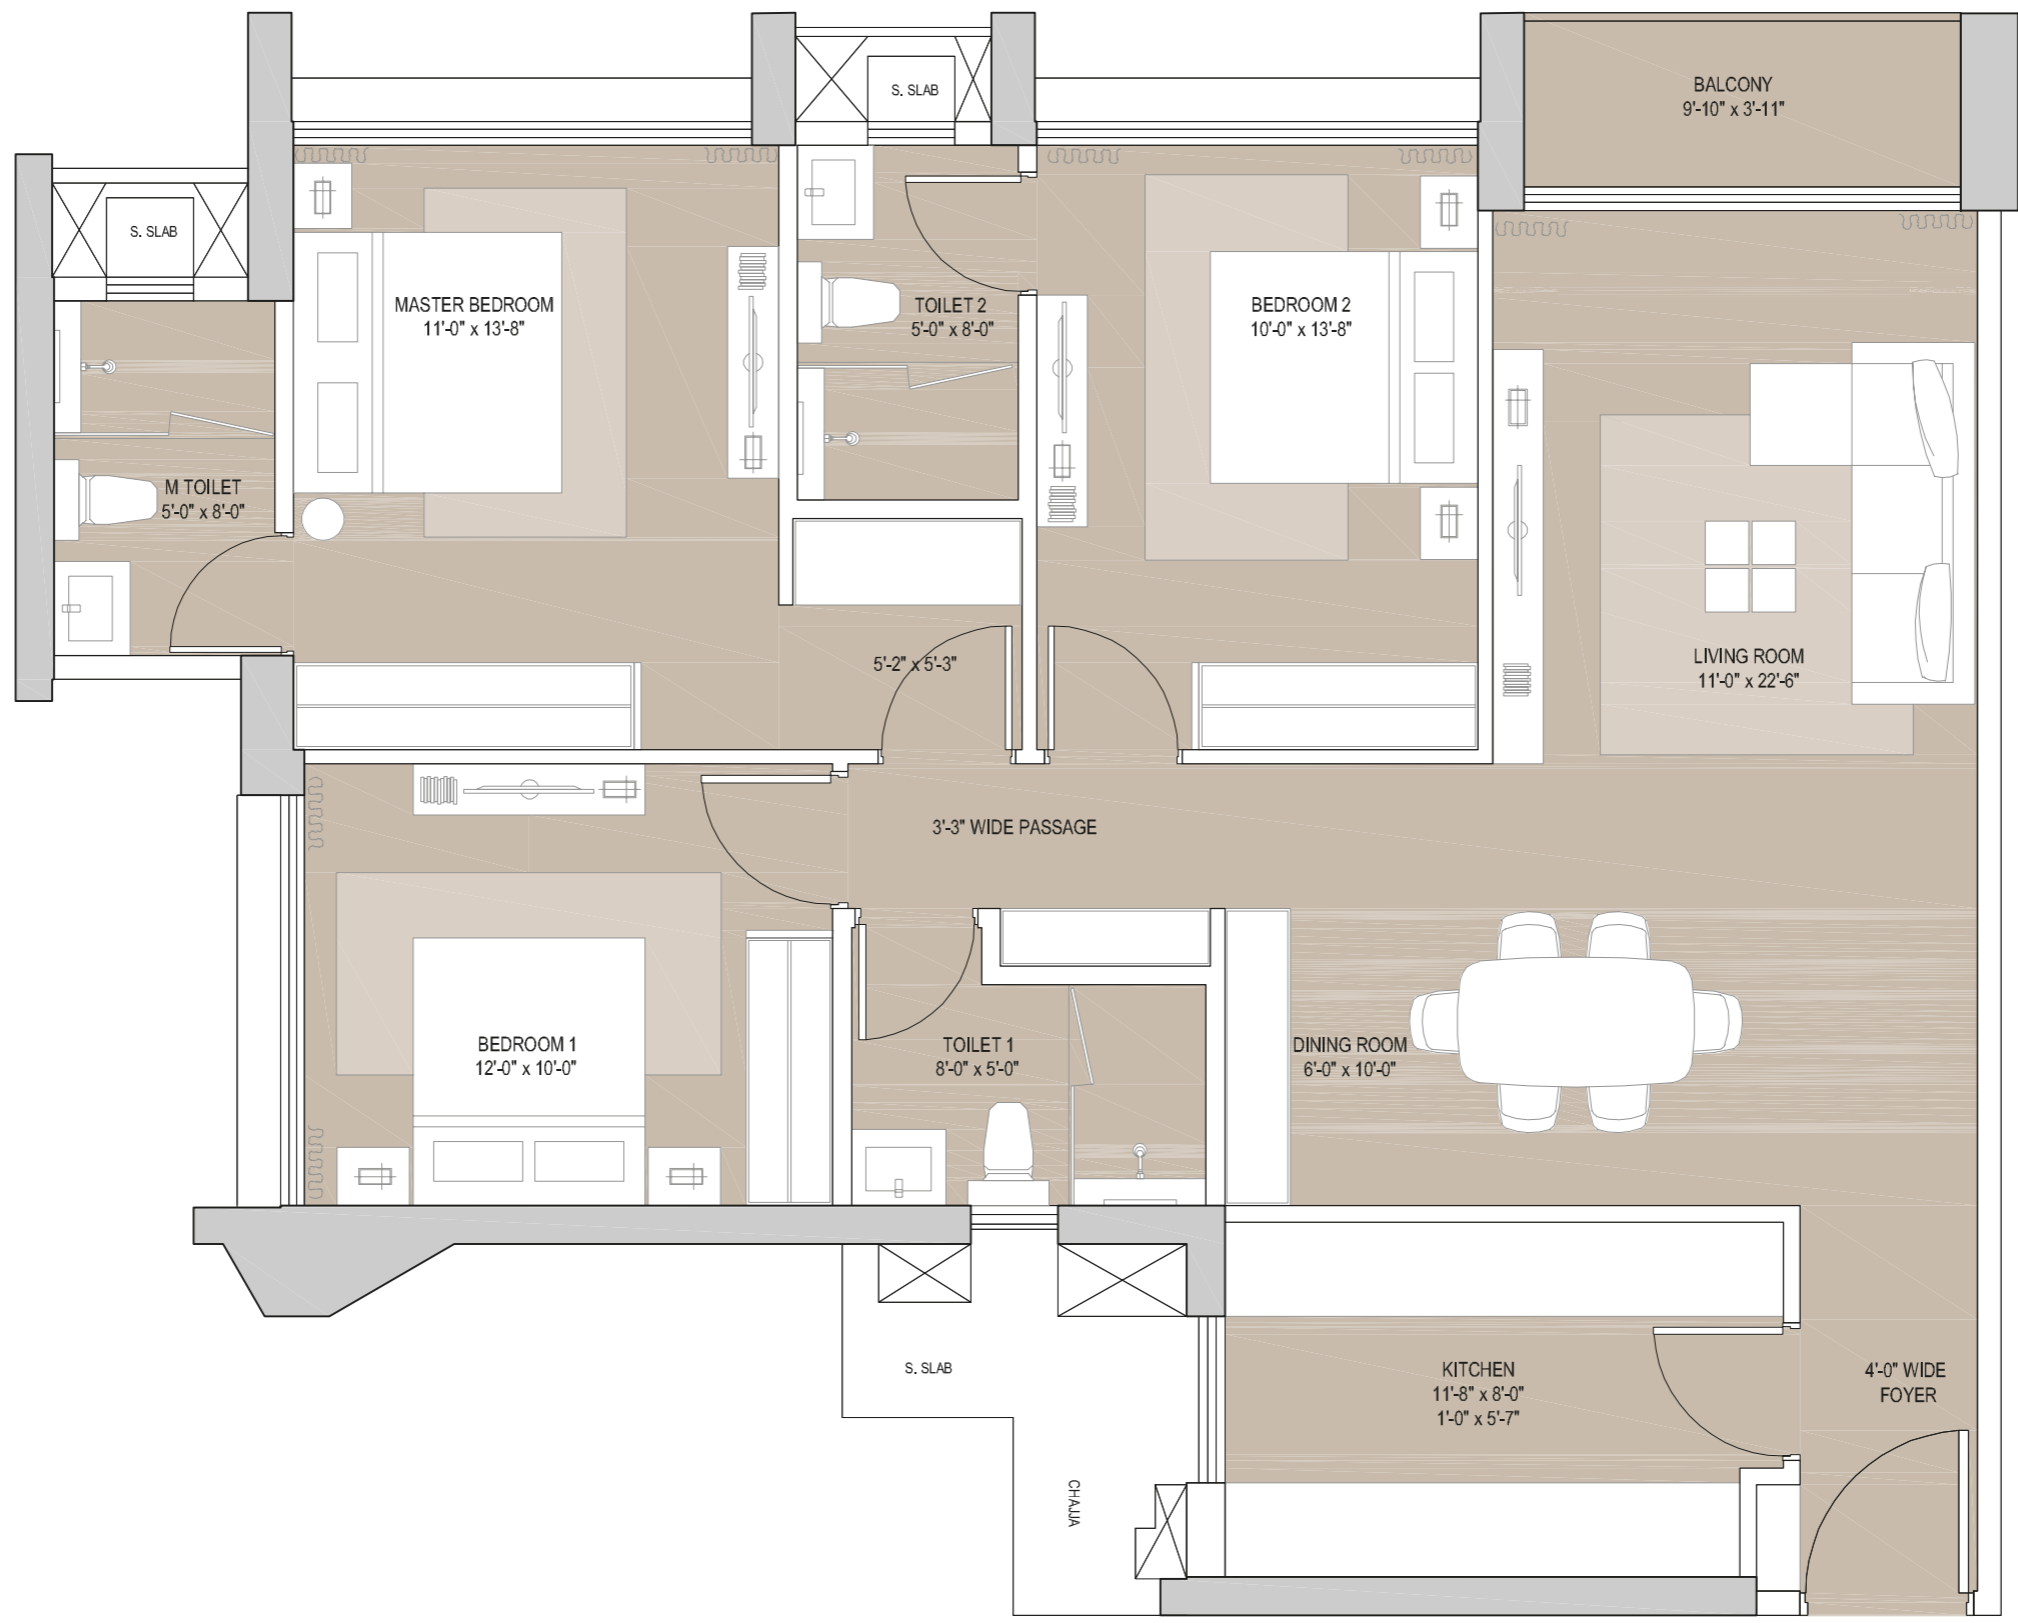 BALCONY
9'-10" x 3'-11"
S. SLAB
S. SLAB
MASTER BEDROOM
11'-0" x 13'-8"
TOILET 2
5'-0" x 8'-0"
BEDROOM 2
10'-0" x 13'-8"
M TOILET
5'-0" x 8'-0"
5'-2" x 5'-3"
LIVING ROOM
11'-0" x 22'-6"
3'-3" WIDE PASSAGE
BEDROOM 1
12'-0" x 10'-0"
TOILET 1
8'-0" x 5'-0"
DINING ROOM
6'-0" x 10'-0"
S. SLAB
KITCHEN
11'-8" x 8'-0"
1'-0" x 5'-7"
4'-0" WIDE
FOYER
CHAJJA